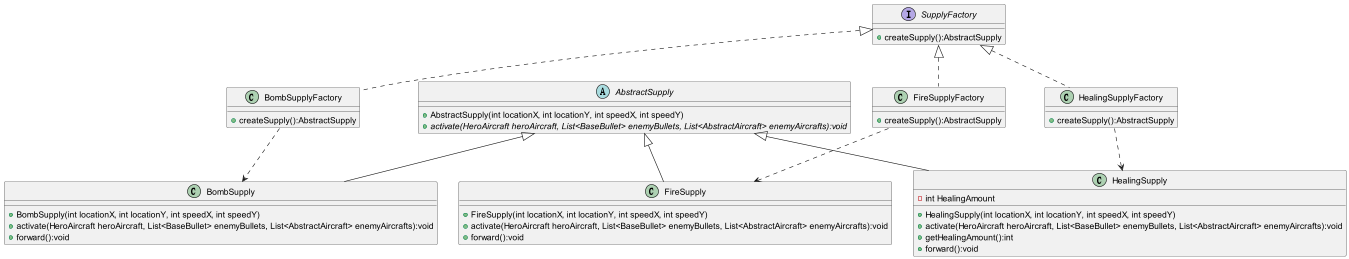 I SupplyFactory
createSupply():AbstractSupply
C BombSupplyFactory
createSupply():AbstractSupply
A AbstractSupply
AbstractSupply(int locationX, int locationY, int speedX, int speedY)
activate(HeroAircraft heroAircraft, List<BaseBullet> enemyBullets, List<AbstractAircraft> enemyAircrafts):void
C FireSupplyFactory
createSupply():AbstractSupply
C HealingSupplyFactory
createSupply():AbstractSupply
C BombSupply
BombSupply(int locationX, int locationY, int speedX, int speedY)
activate(HeroAircraft heroAircraft, List<BaseBullet> enemyBullets, List<AbstractAircraft> enemyAircrafts):void
forward():void
C FireSupply
FireSupply(int locationX, int locationY, int speedX, int speedY)
activate(HeroAircraft heroAircraft, List<BaseBullet> enemyBullets, List<AbstractAircraft> enemyAircrafts):void
forward():void
C HealingSupply
int HealingAmount
HealingSupply(int locationX, int locationY, int speedX, int speedY)
activate(HeroAircraft heroAircraft, List<BaseBullet> enemyBullets, List<AbstractAircraft> enemyAircrafts):void
getHealingAmount():int
forward():void